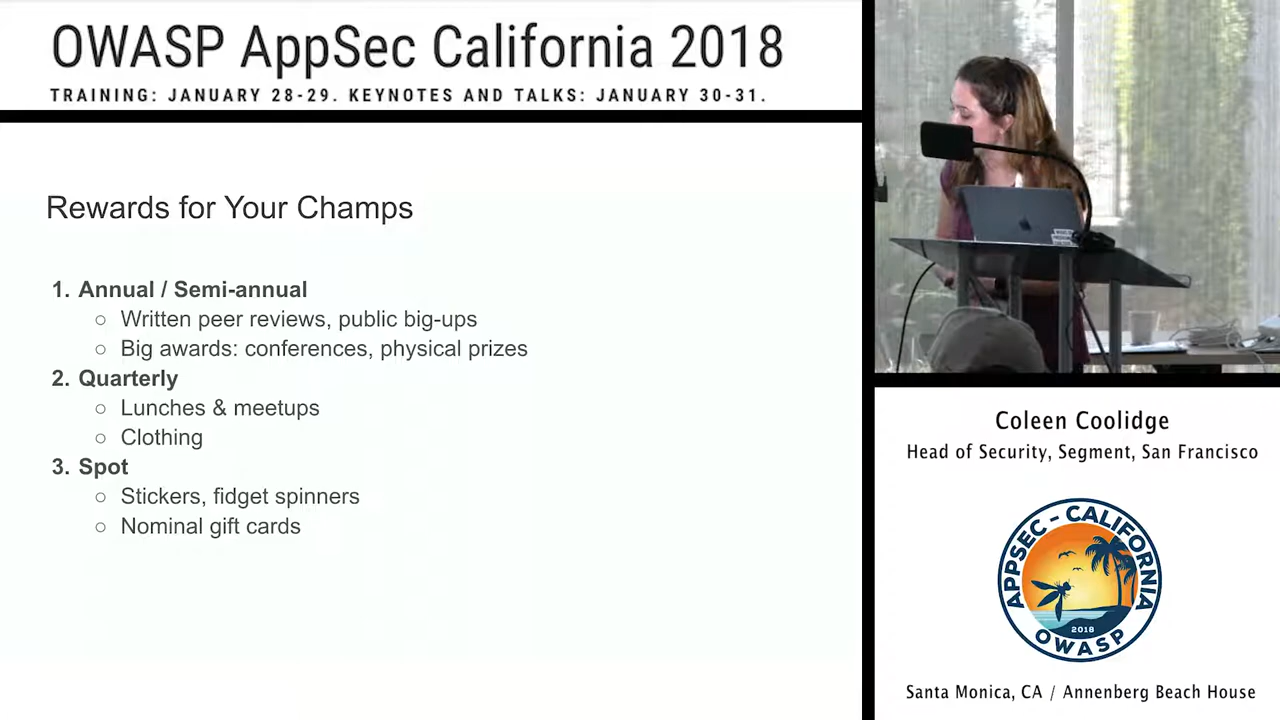 OWASP AppSec California 2018
TRAINING: JANUARY 28-29. KEYNOTES AND TALKS: JANUARY 30-31.
Rewards for Your Champs
1. Annual / Semi-annual
○ Written peer reviews, public big-ups
○ Big awards: conferences, physical prizes
2. Quarterly
○ Lunches & meetups
○ Clothing
3. Spot
○ Stickers, fidget spinners
○ Nominal gift cards
Coleen Coolidge
Head of Security, Segment, San Francisco
APPSEC - CALIFORNIA
2018
OWASP
Santa Monica, CA / Annenberg Beach House